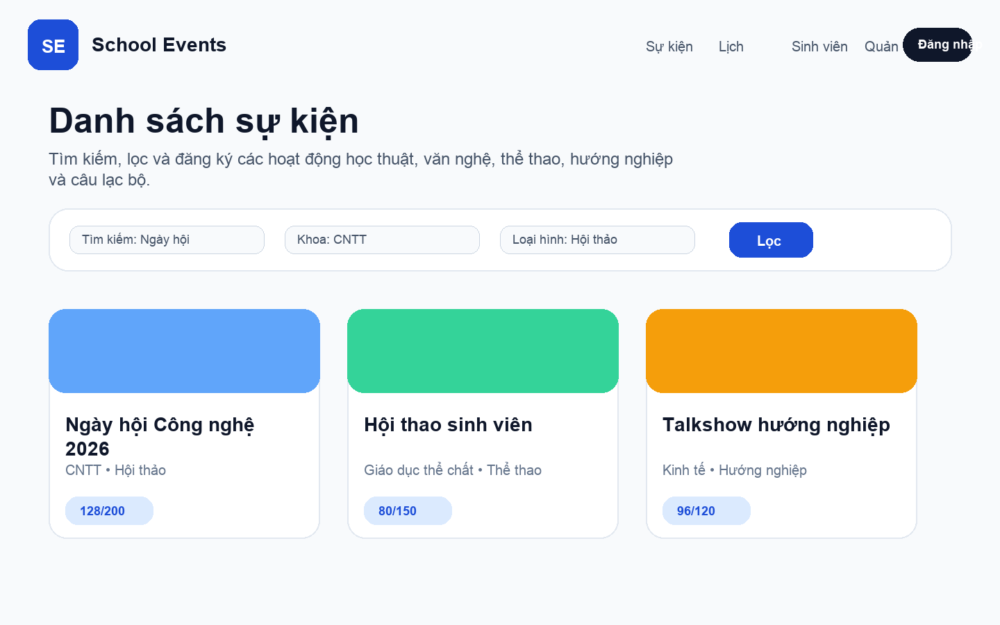 SE
School Events
Sự kiện
Lịch
Sinh viên
Quản
Đăng nhập
Danh sách sự kiện
Tìm kiếm, lọc và đăng ký các hoạt động học thuật, văn nghệ, thể thao, hướng nghiệp
và câu lạc bộ.
Tìm kiếm: Ngày hội
Khoa: CNTT
Loại hình: Hội thảo
Lọc
Ngày hội Công nghệ
2026
CNTT • Hội thảo
128/200
Hội thao sinh viên
Giáo dục thể chất • Thể thao
80/150
Talkshow hướng nghiệp
Kinh tế • Hướng nghiệp
96/120